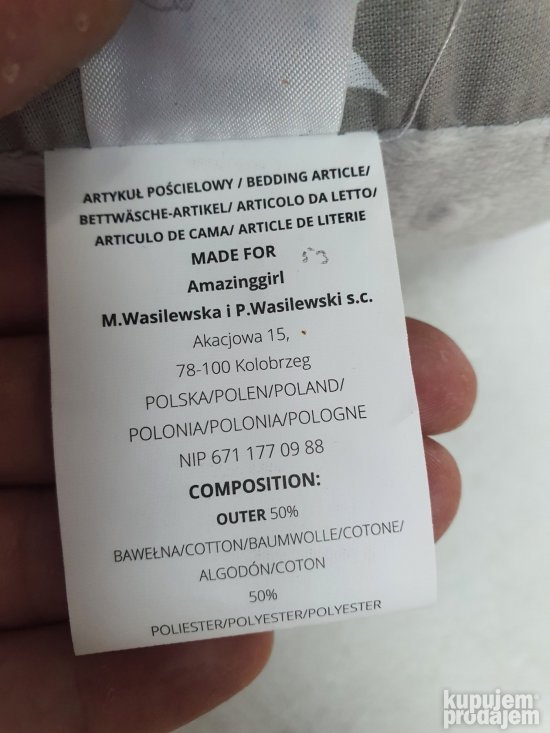 ARTYKUŁ POŚCIELOWY / BEDDING ARTICLE/
BETTWÄSCHE-ARTIKEL/ ARTICOLO DA LETTO/
ARTICULO DE CAMA/ ARTICLE DE LITERIE
MADE FOR
Amazinggirl
M.Wasilewska i P.Wasilewski s.c.
Akacjowa 15,
78-100 Kolobrzeg
POLSKA/POLEN/POLAND/
POLONIA/POLONIA/POLOGNE
NIP 671 177 09 88
COMPOSITION:
OUTER 50%
BAWEŁNA/COTTON/BAUMWOLLE/COTONE/
ALGODÓN/COTON
50%
POLIESTER/POLYESTER/POLYESTER
kupujem
prodajem